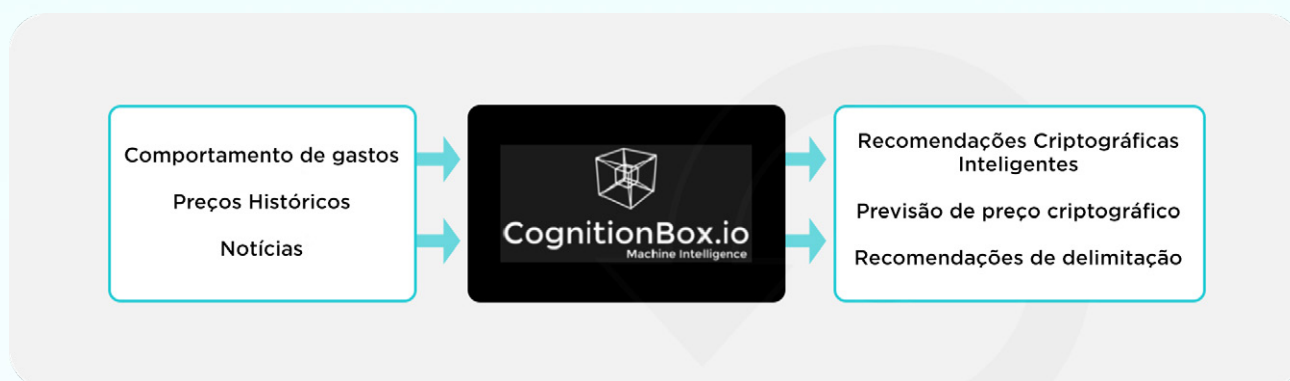 Comportamento de gastos
Preços Históricos
Notícias
CognitionBox.io
Machine Intelligence
Recomendações Criptográficas
Inteligentes
Previsão de preço criptográfico
Recomendações de delimitação